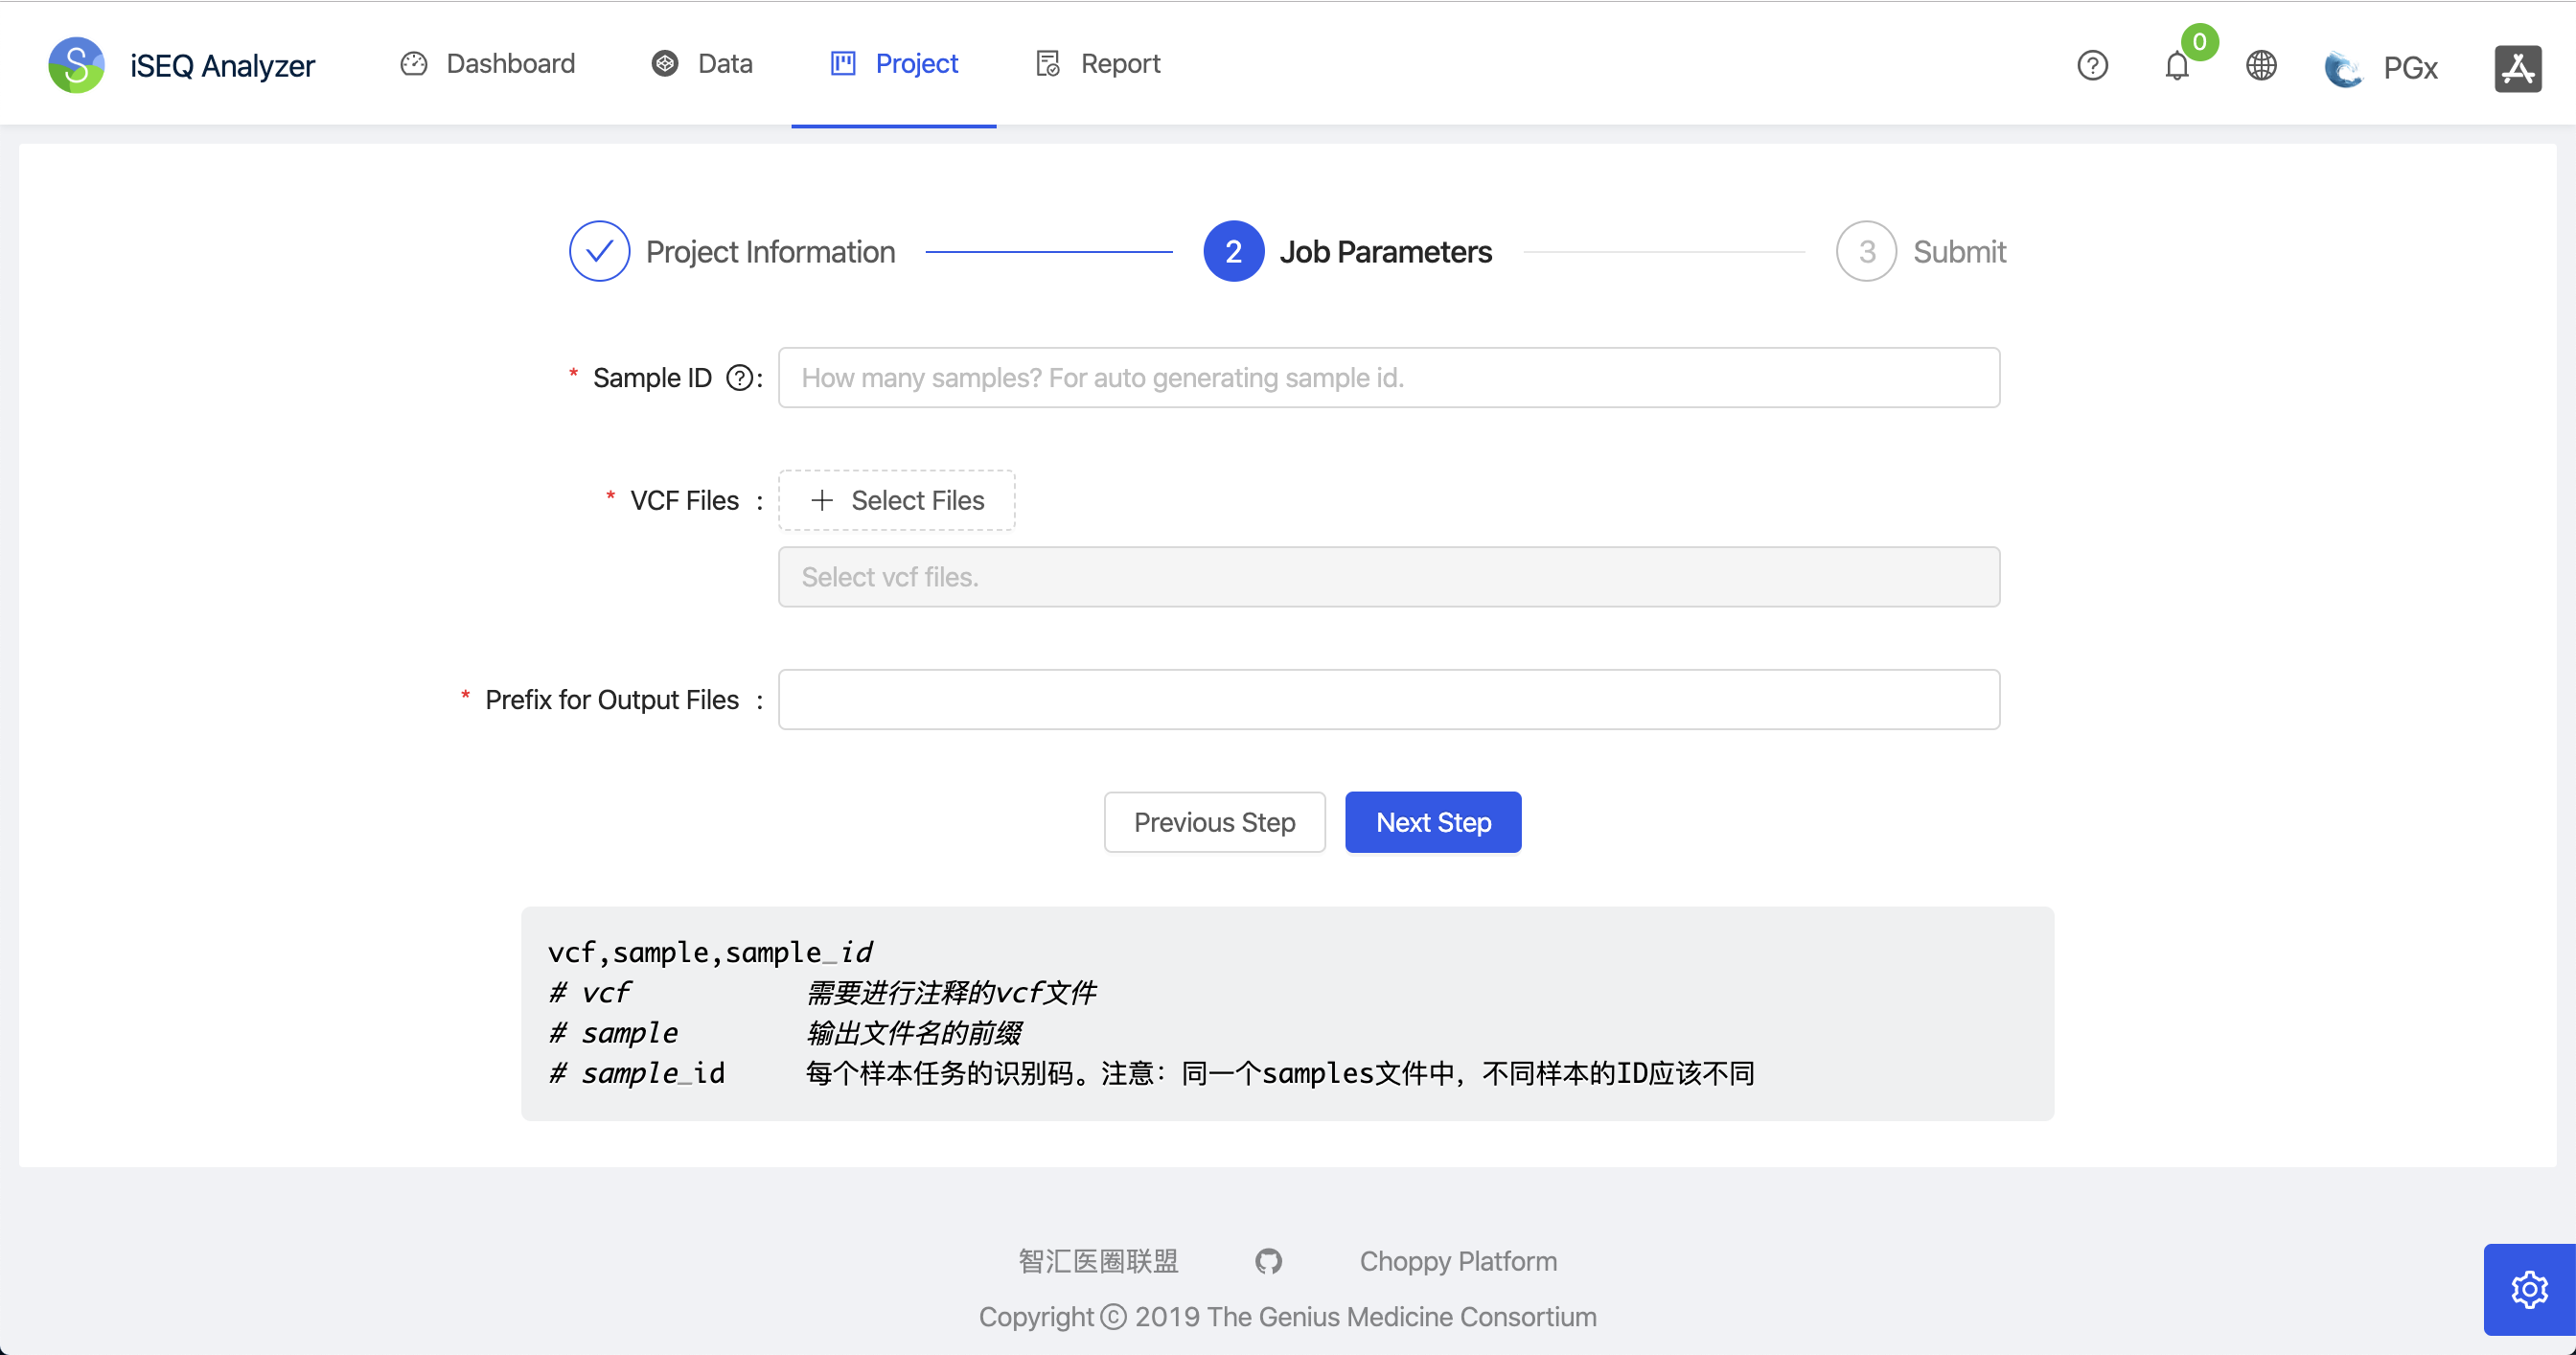 iSEQ Analyzer Dashboard Data Project Report 0 PGx
Project Information 2 Job Parameters 3 Submit
* Sample ID ?: How many samples? For auto generating sample id.
* VCF Files : + Select Files
Select vcf files.
* Prefix for Output Files :
Previous Step Next Step
vcf,sample,sample_id
# vcf 需要进行注释的vcf文件
# sample 输出文件名的前缀
# sample_id 每个样本任务的识别码。注意：同一个samples文件中，不同样本的ID应该不同
智汇医圈联盟 Choppy Platform
Copyright © 2019 The Genius Medicine Consortium